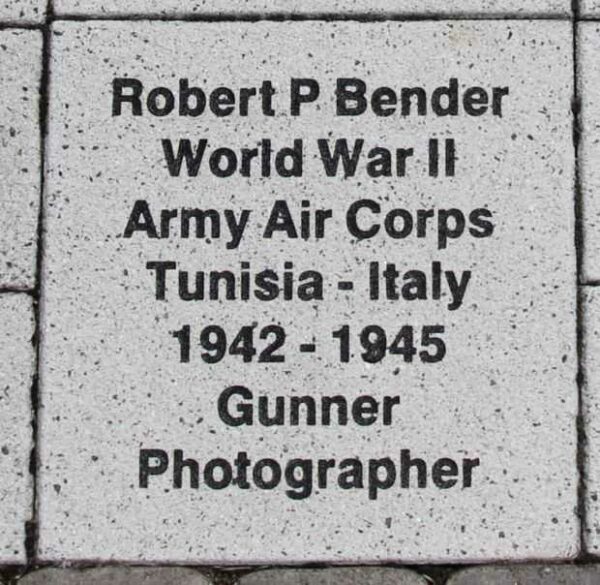 Robert P Bender
World War II
Army Air Corps
Tunisia - Italy
1942 - 1945
Gunner
Photographer